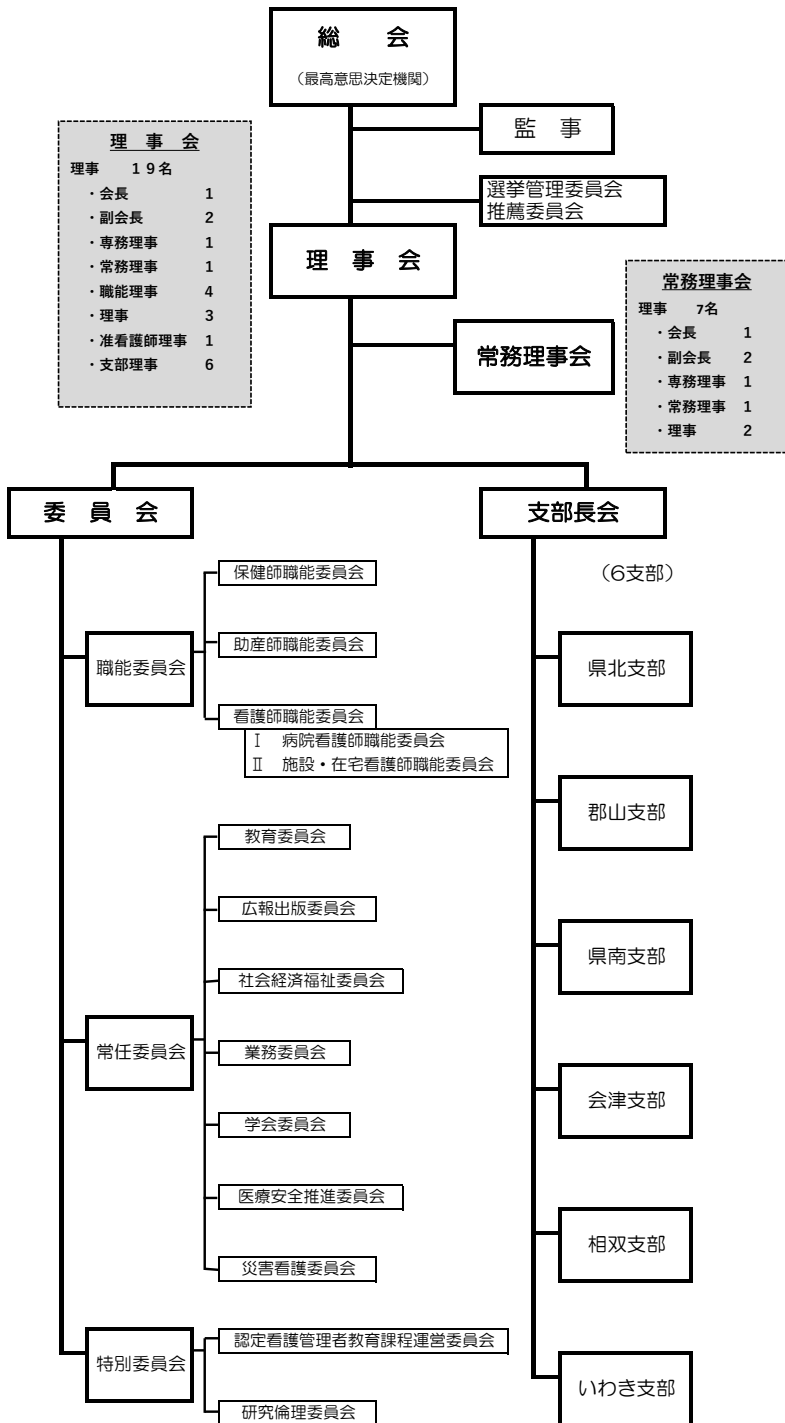 総 会
（最高意思決定機関）
監 事
選挙管理委員会
推薦委員会
理 事 会
理事 １９名
・会長 1
・副会長 2
・専務理事 1
・常務理事 1
・職能理事 4
・理事 3
・准看護師理事 1
・支部理事 6
理 事 会
常務理事会
常務理事会
理事 7名
・会長 1
・副会長 2
・専務理事 1
・常務理事 1
・理事 2
委 員 会
職能委員会
保健師職能委員会
助産師職能委員会
看護師職能委員会
Ⅰ 病院看護師職能委員会
Ⅱ 施設・在宅看護師職能委員会
常任委員会
教育委員会
広報出版委員会
社会経済福祉委員会
業務委員会
学会委員会
医療安全推進委員会
災害看護委員会
特別委員会
認定看護管理者教育課程運営委員会
研究倫理委員会
支部長会
（6支部）
県北支部
郡山支部
県南支部
会津支部
相双支部
いわき支部